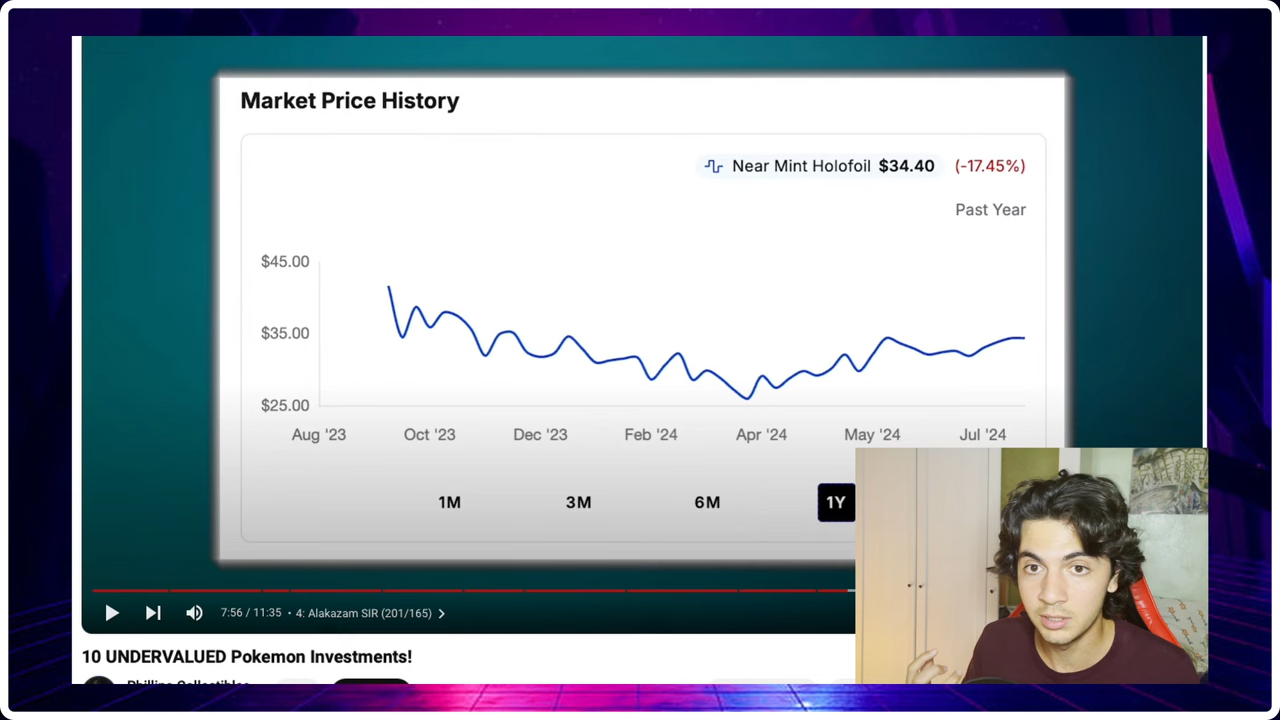 Market Price History
Near Mint Holofoil $34.40 (-17.45%)
Past Year
$45.00
$35.00
$25.00
Aug '23 Oct '23 Dec '23 Feb '24 Apr '24 May '24 Jul '24
1M 3M 6M 1Y
7:56 / 11:35 • 4: Alakazam SIR (201/165)
10 UNDERVALUED Pokemon Investments!
Phillips Collectibles